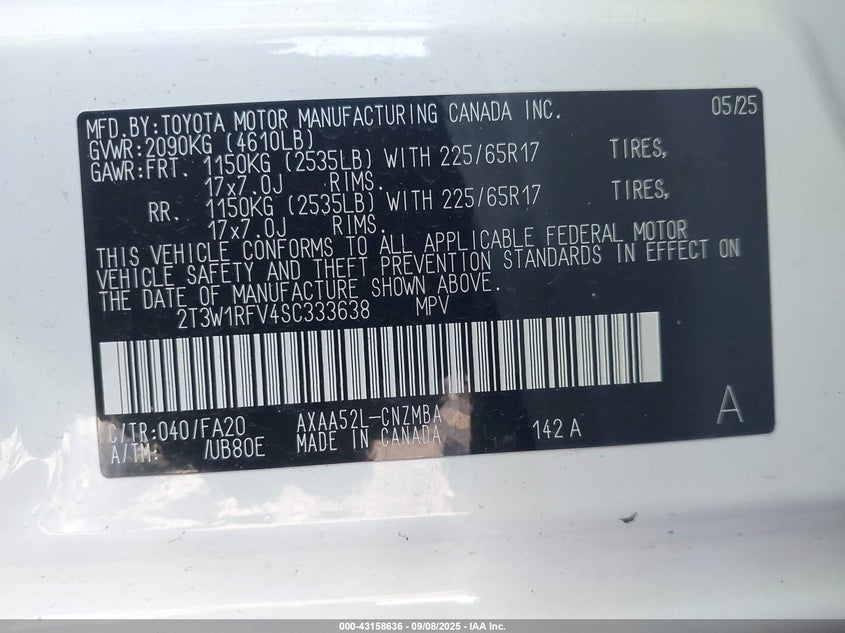 MFD.BY:TOYOTA MOTOR MANUFACTURING CANADA INC. 05/25
GVWR:2090KG (4610LB)
GAWR:FRT. 1150KG (2535LB) WITH 225/65R17 TIRES,
17x7.0J RIMS.
RR. 1150KG (2535LB) WITH 225/65R17 TIRES,
17x7.0J RIMS.
THIS VEHICLE CONFORMS TO ALL APPLICABLE FEDERAL MOTOR
VEHICLE SAFETY AND THEFT PREVENTION STANDARDS IN EFFECT ON
THE DATE OF MANUFACTURE SHOWN ABOVE.
2T3W1RFV4SC333638 MPV
C/TR:040/FA20 AXAA52L-CNZMBA 142 A A
A/TM: /UB80E MADE IN CANADA
000-43158636 - 09/08/2025 - IAA Inc.